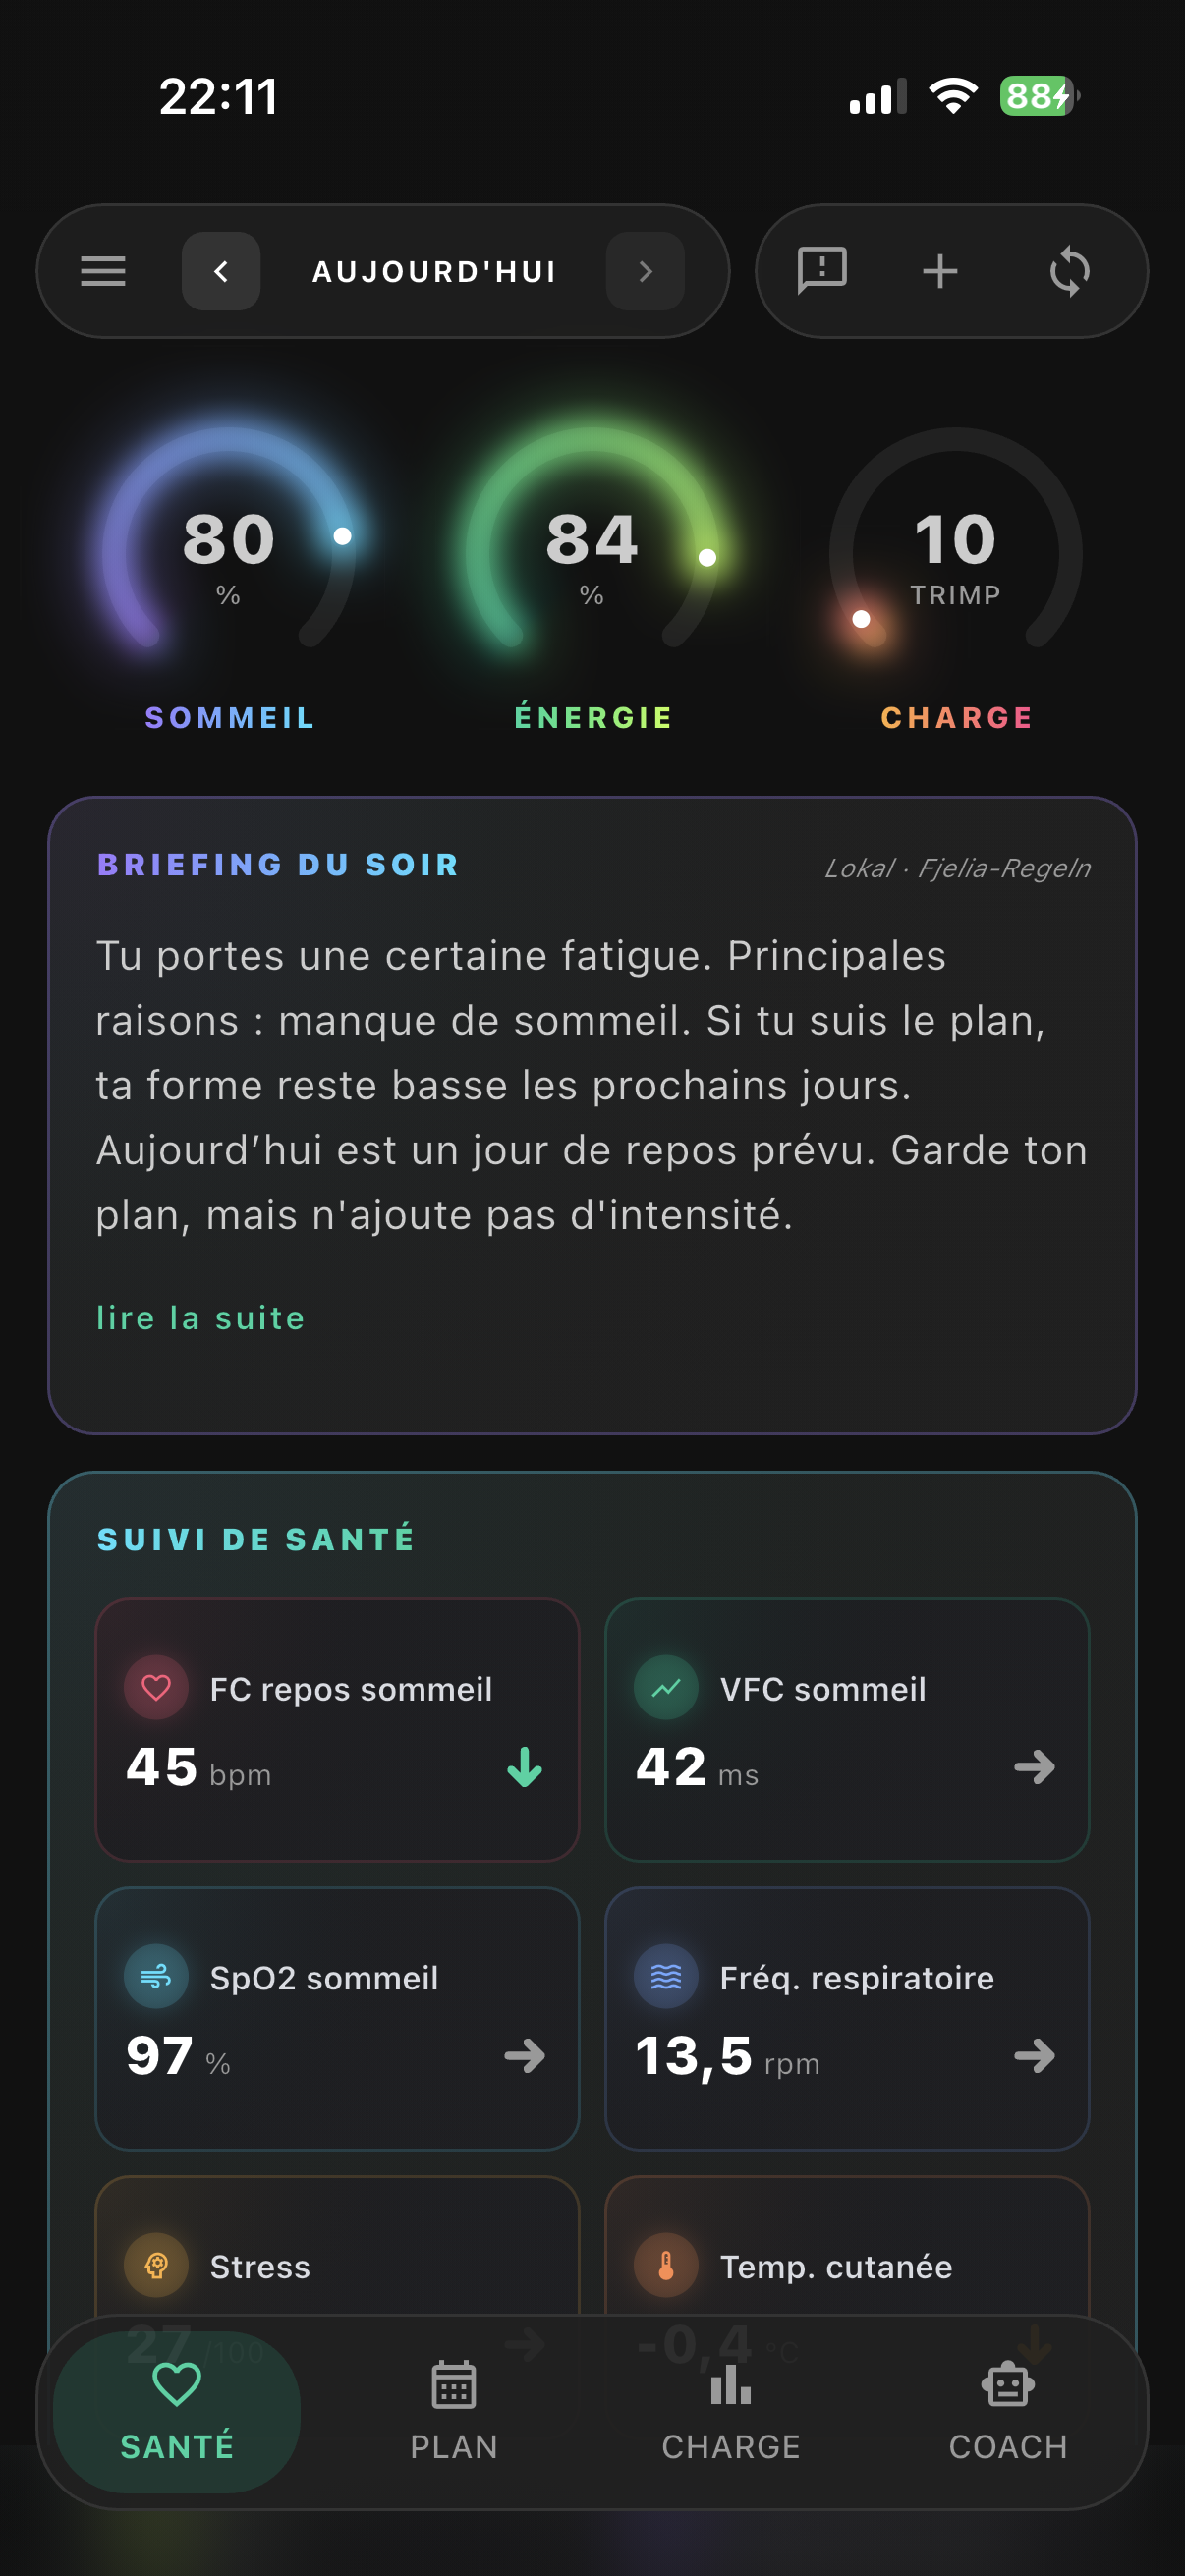 22:11
88
AUJOURD'HUI
80
%
SOMMEIL
84
%
ÉNERGIE
10
TRIMP
CHARGE
BRIEFING DU SOIR
Lokal · Fjelia-Regeln
Tu portes une certaine fatigue. Principales
raisons : manque de sommeil. Si tu suis le plan,
ta forme reste basse les prochains jours.
Aujourd’hui est un jour de repos prévu. Garde ton
plan, mais n'ajoute pas d'intensité.
lire la suite
SUIVI DE SANTÉ
FC repos sommeil
45 bpm
VFC sommeil
42 ms
SpO2 sommeil
97 %
Fréq. respiratoire
13,5 rpm
Stress
27 /100
Temp. cutanée
-0,4 °C
SANTÉ
PLAN
CHARGE
COACH